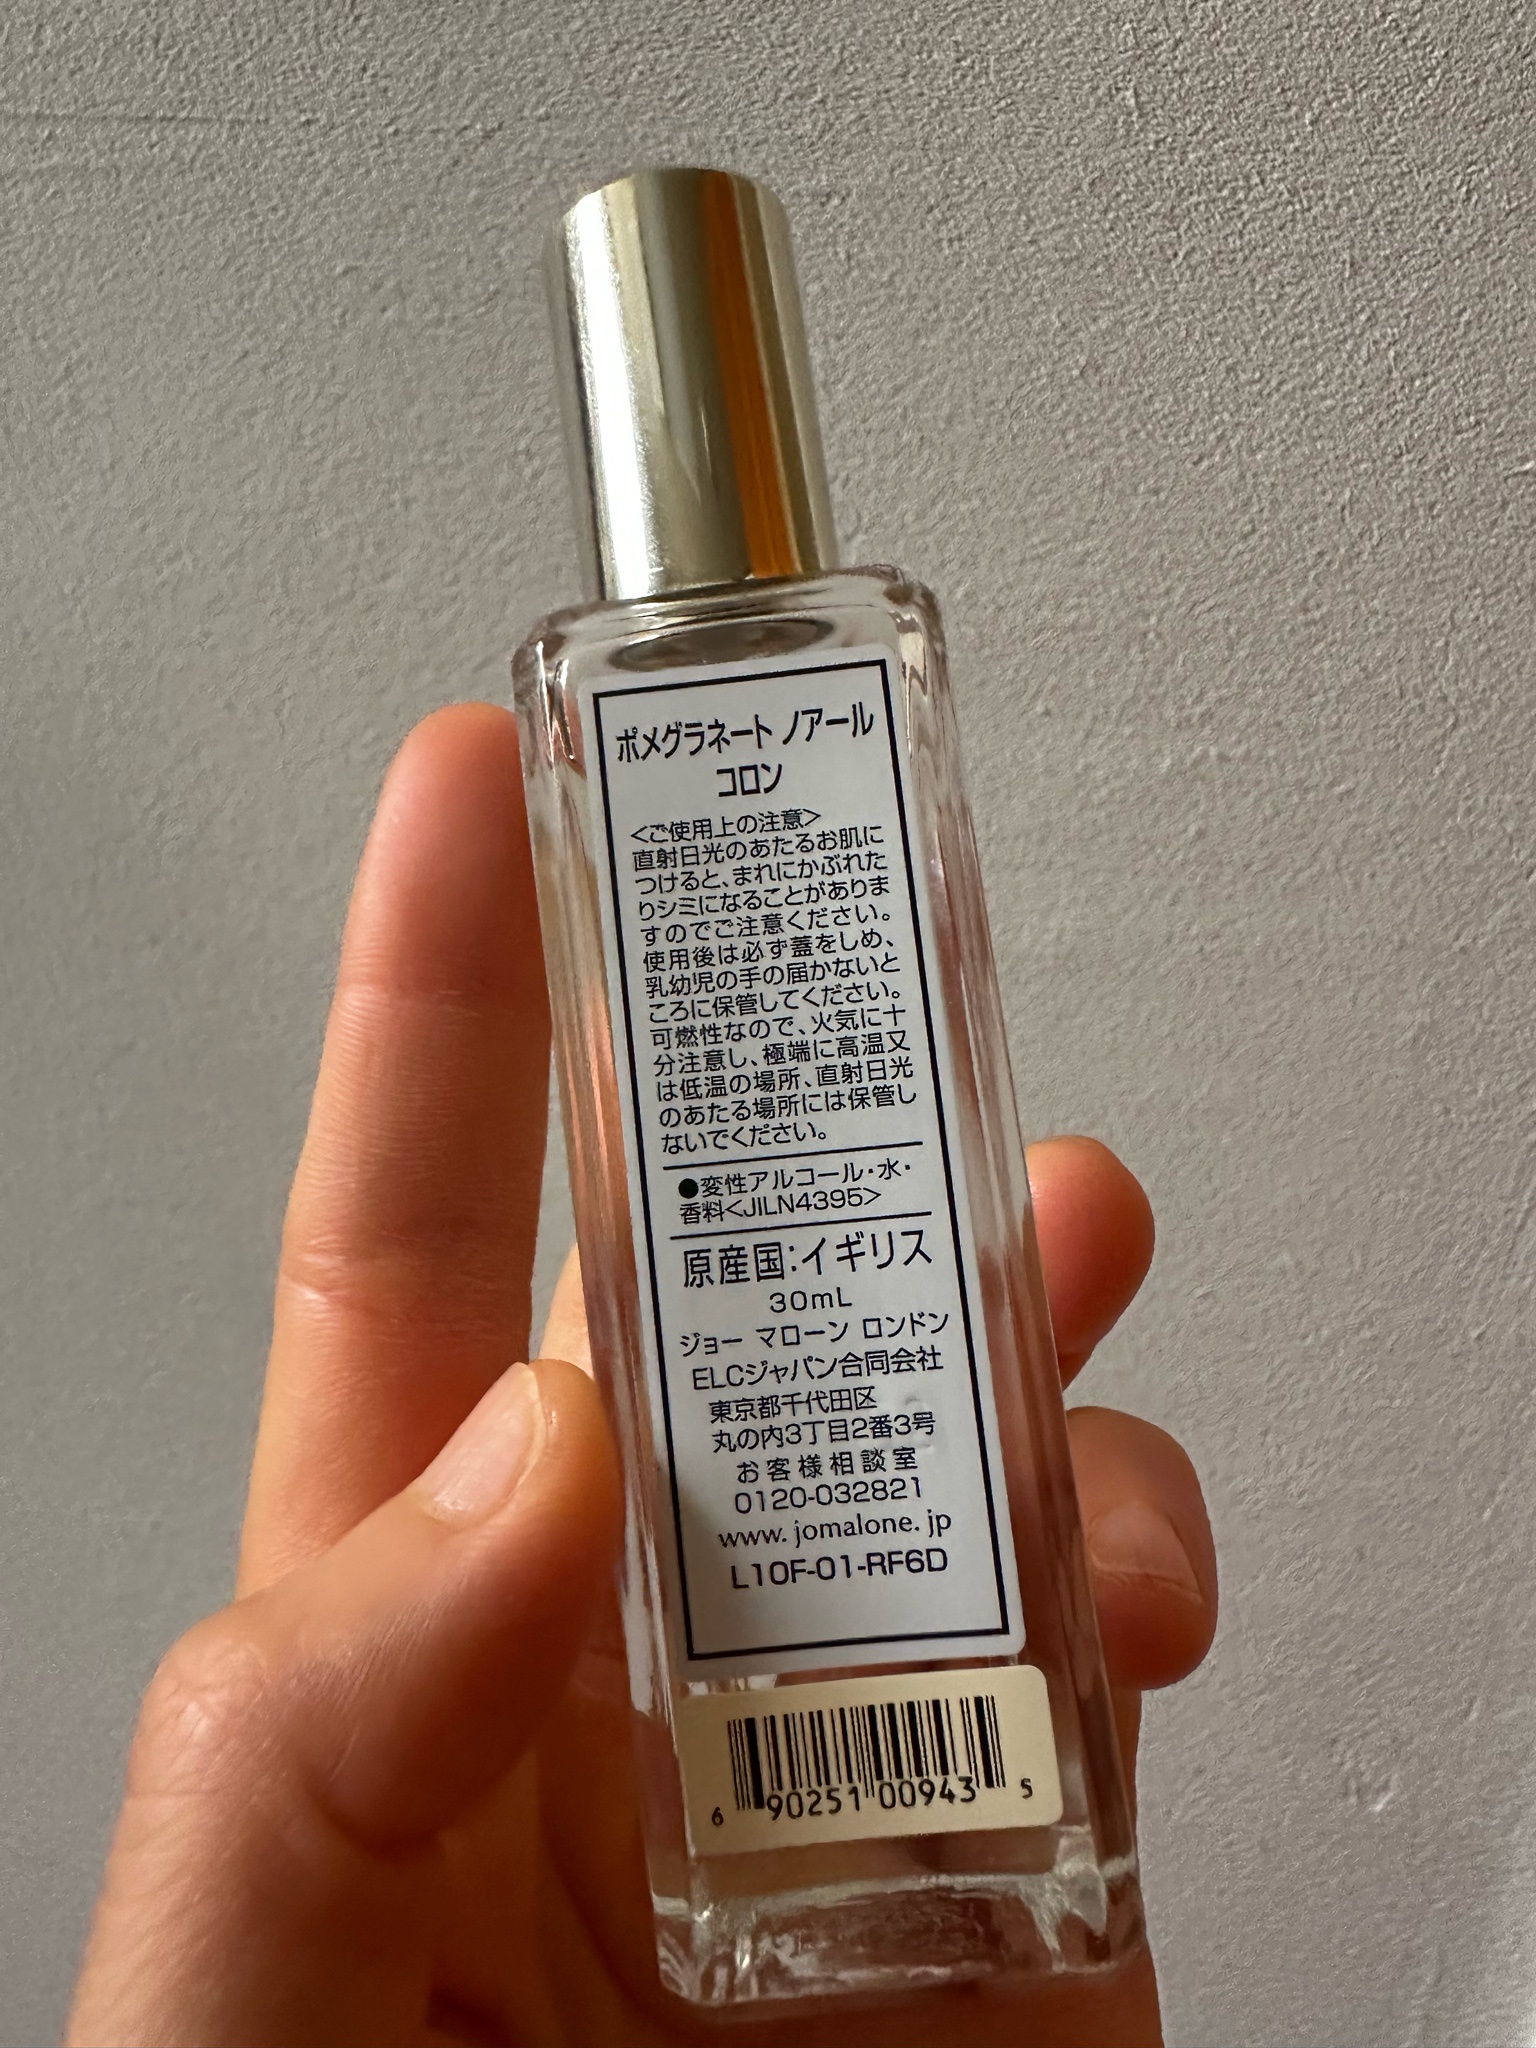 ポメグラネート ノアール
コロン
<ご使用上の注意>
直射日光のあたるお肌に
つけると、まれにかぶれた
りシミになることがありま
すのでご注意ください。
使用後は必ず蓋をしめ、
乳幼児の手の届かないと
ころに保管してください。
可燃性なので、火気に十
分注意し、極端に高温又
は低温の場所、直射日光
のあたる場所には保管し
ないでください。
●変性アルコール・水・
香料<JILN4395>
原産国:イギリス
30mL
ジョー マローン ロンドン
ELCジャパン合同会社
東京都千代田区
丸の内3丁目2番3号
お客様相談室
0120-032821
www.jomalone.jp
L10F-01-RF6D
6 90251 00943 5